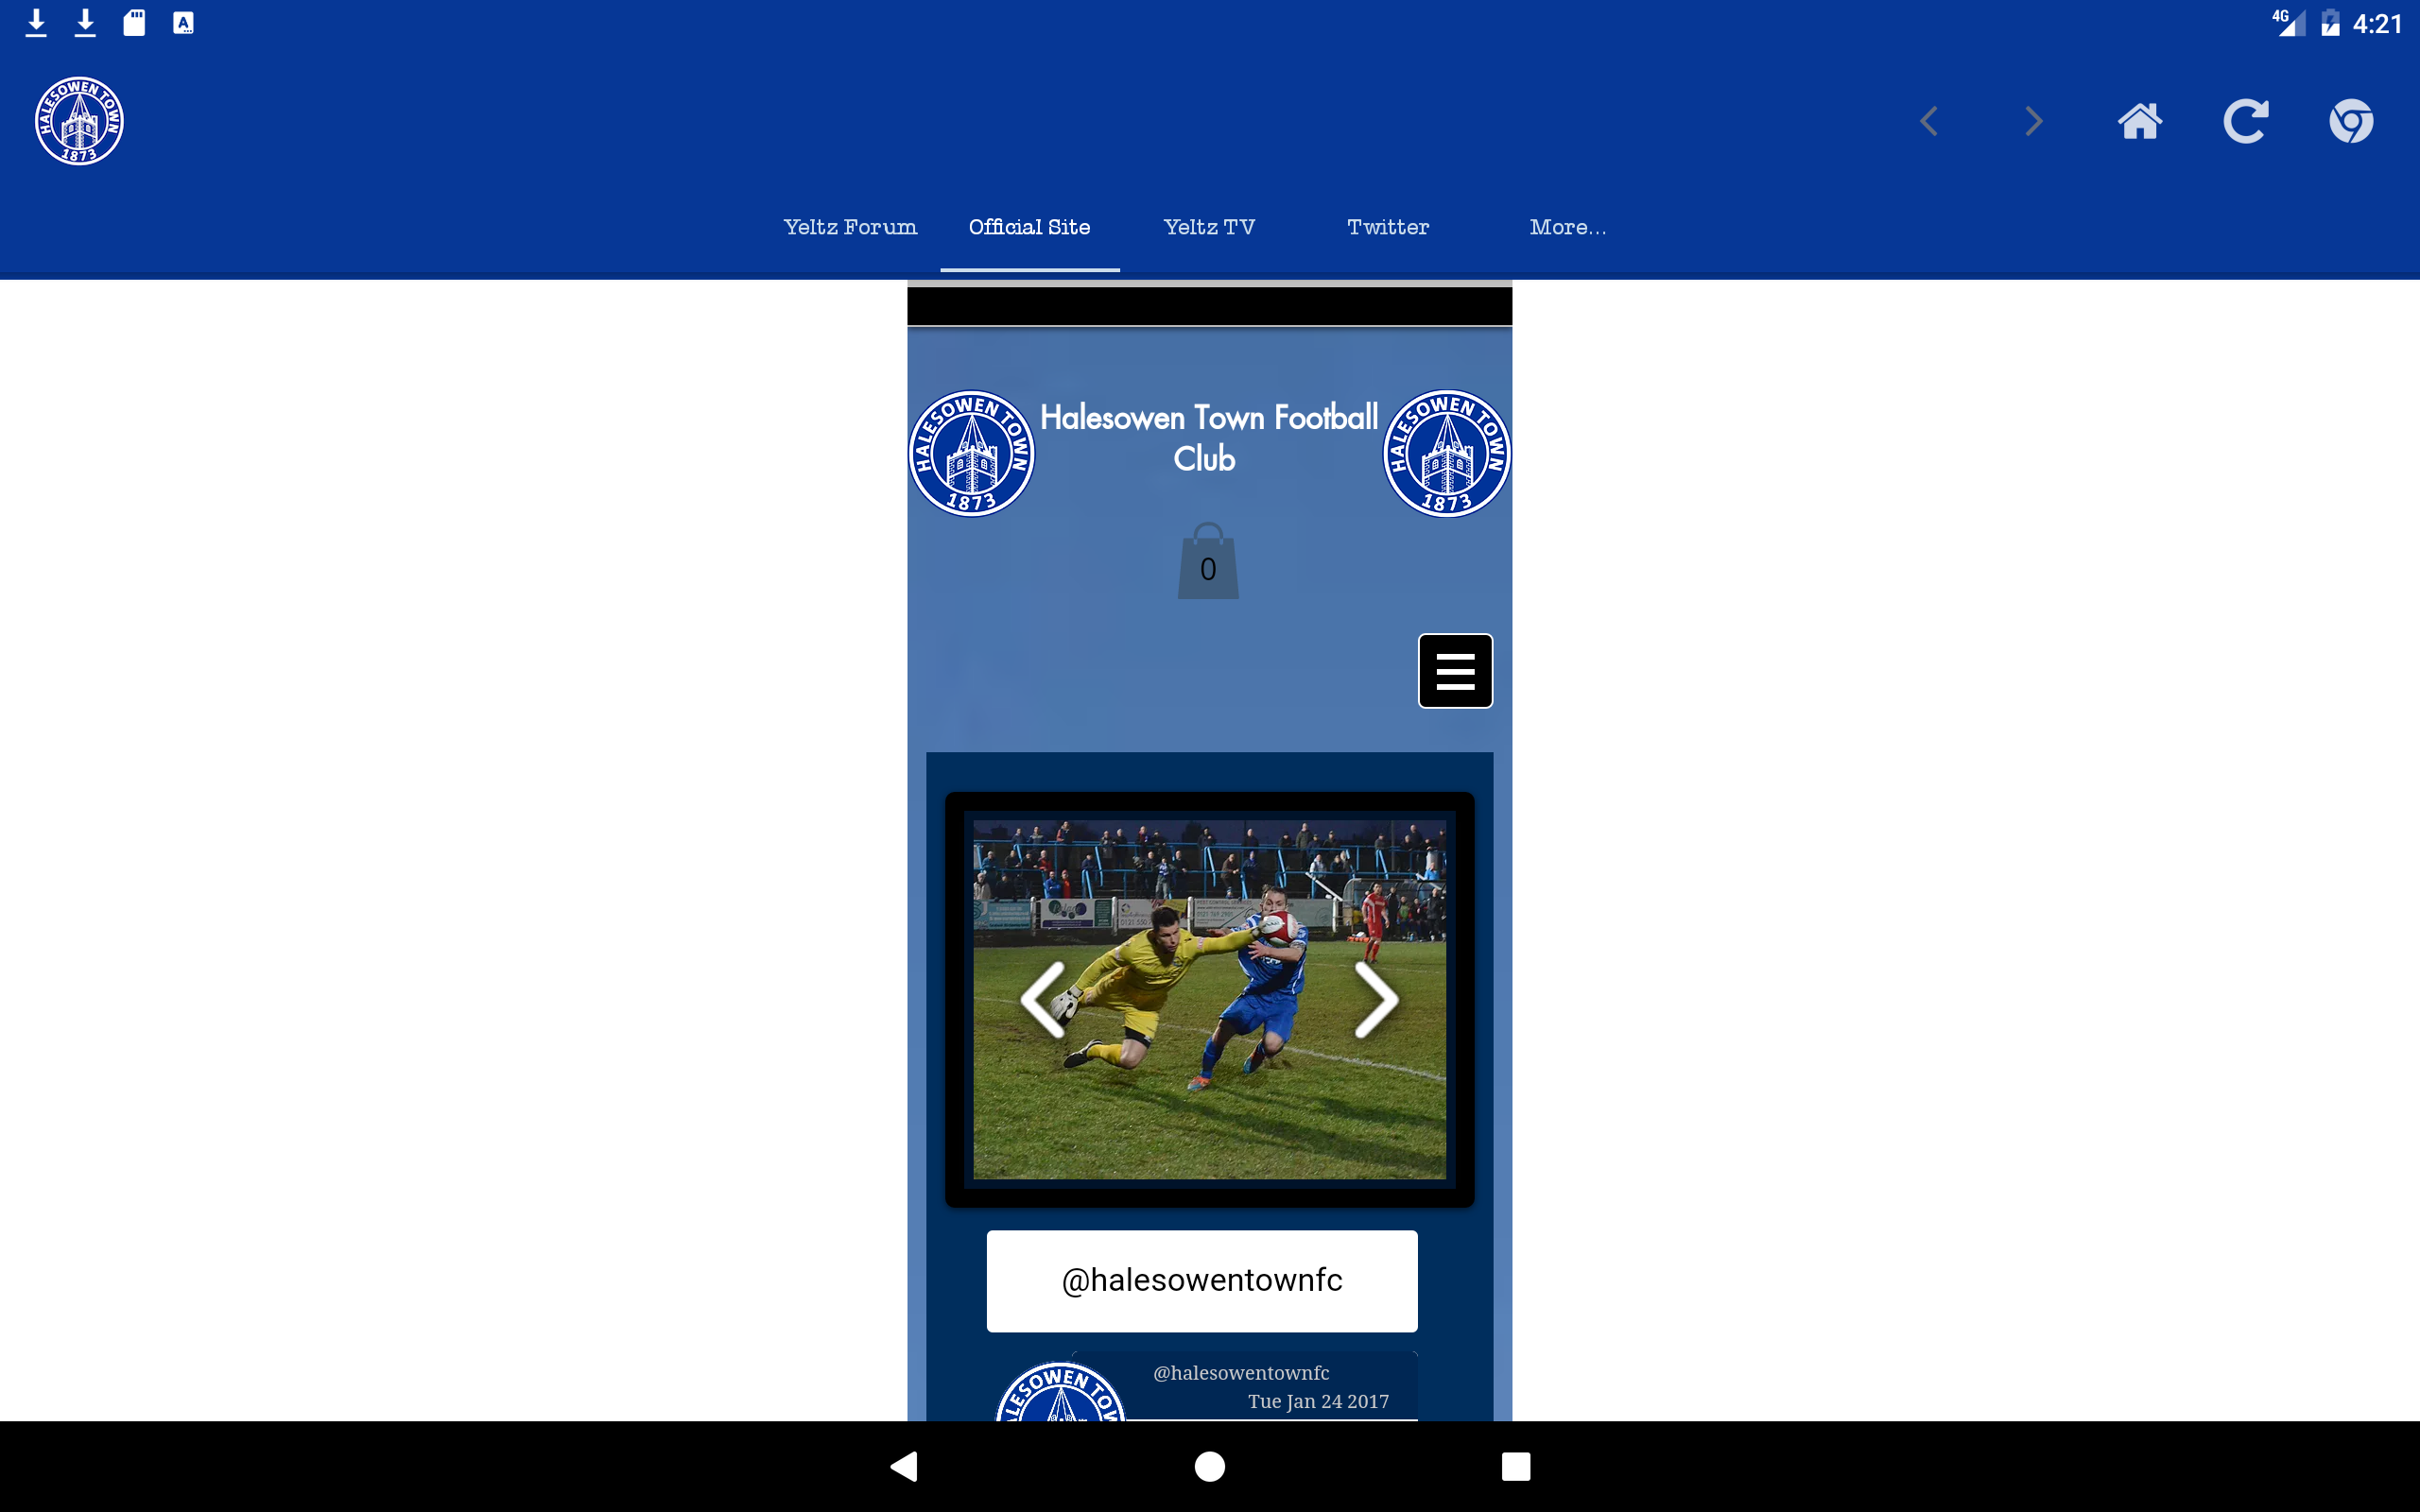 A
4G
4:21
HALESOWEN TOWN
1873
Yeltz Forum
Official Site
Yeltz TV
Twitter
More...
HALESOWEN TOWN
1873
Halesowen Town Football
Club
HALESOWEN TOWN
1873
0
@halesowentownfc
@halesowentownfc
Tue Jan 24 2017